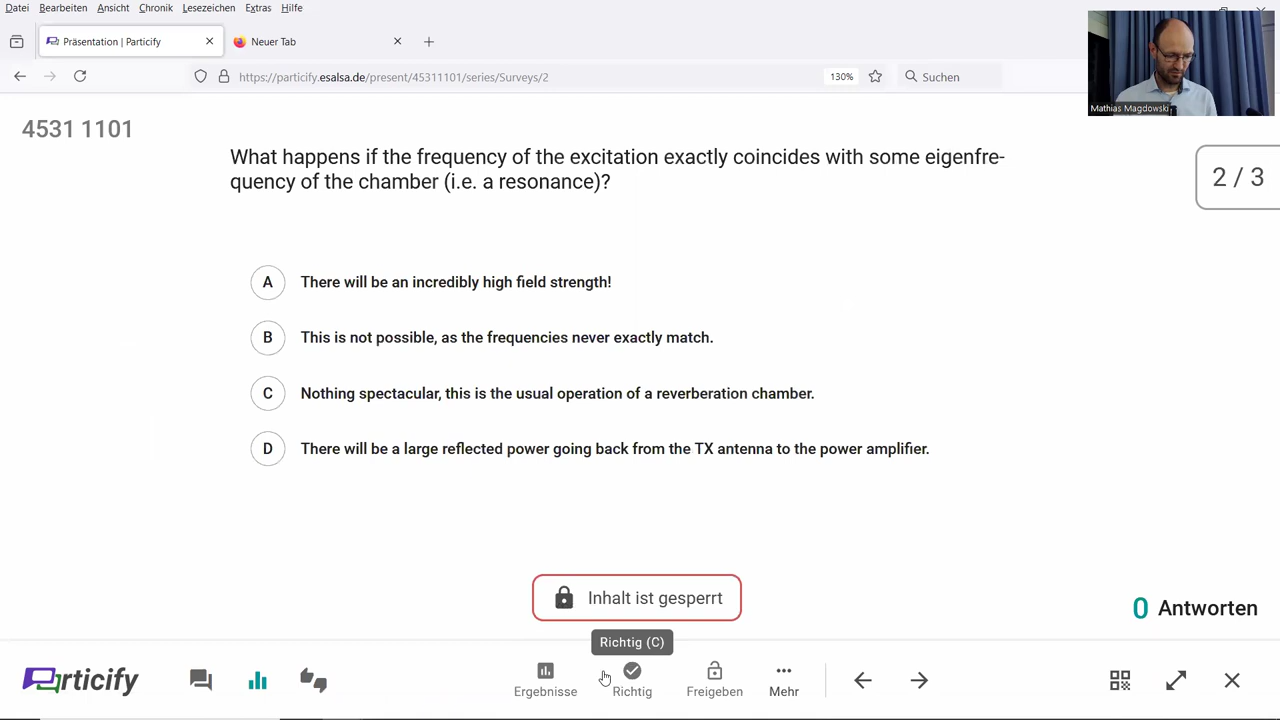 Datei Bearbeiten Ansicht Chronik Lesezeichen Extras Hilfe
Präsentation | Particify
Neuer Tab
https://particify.esalsa.de/present/45311101/series/Surveys/2
130%
Suchen
Mathias Magdowski
4531 1101
What happens if the frequency of the excitation exactly coincides with some eigenfre-
quency of the chamber (i.e. a resonance)?
2 / 3
A There will be an incredibly high field strength!
B This is not possible, as the frequencies never exactly match.
C Nothing spectacular, this is the usual operation of a reverberation chamber.
D There will be a large reflected power going back from the TX antenna to the power amplifier.
Inhalt ist gesperrt
0 Antworten
Richtig (C)
Particify
Ergebnisse
Richtig
Freigeben
Mehr